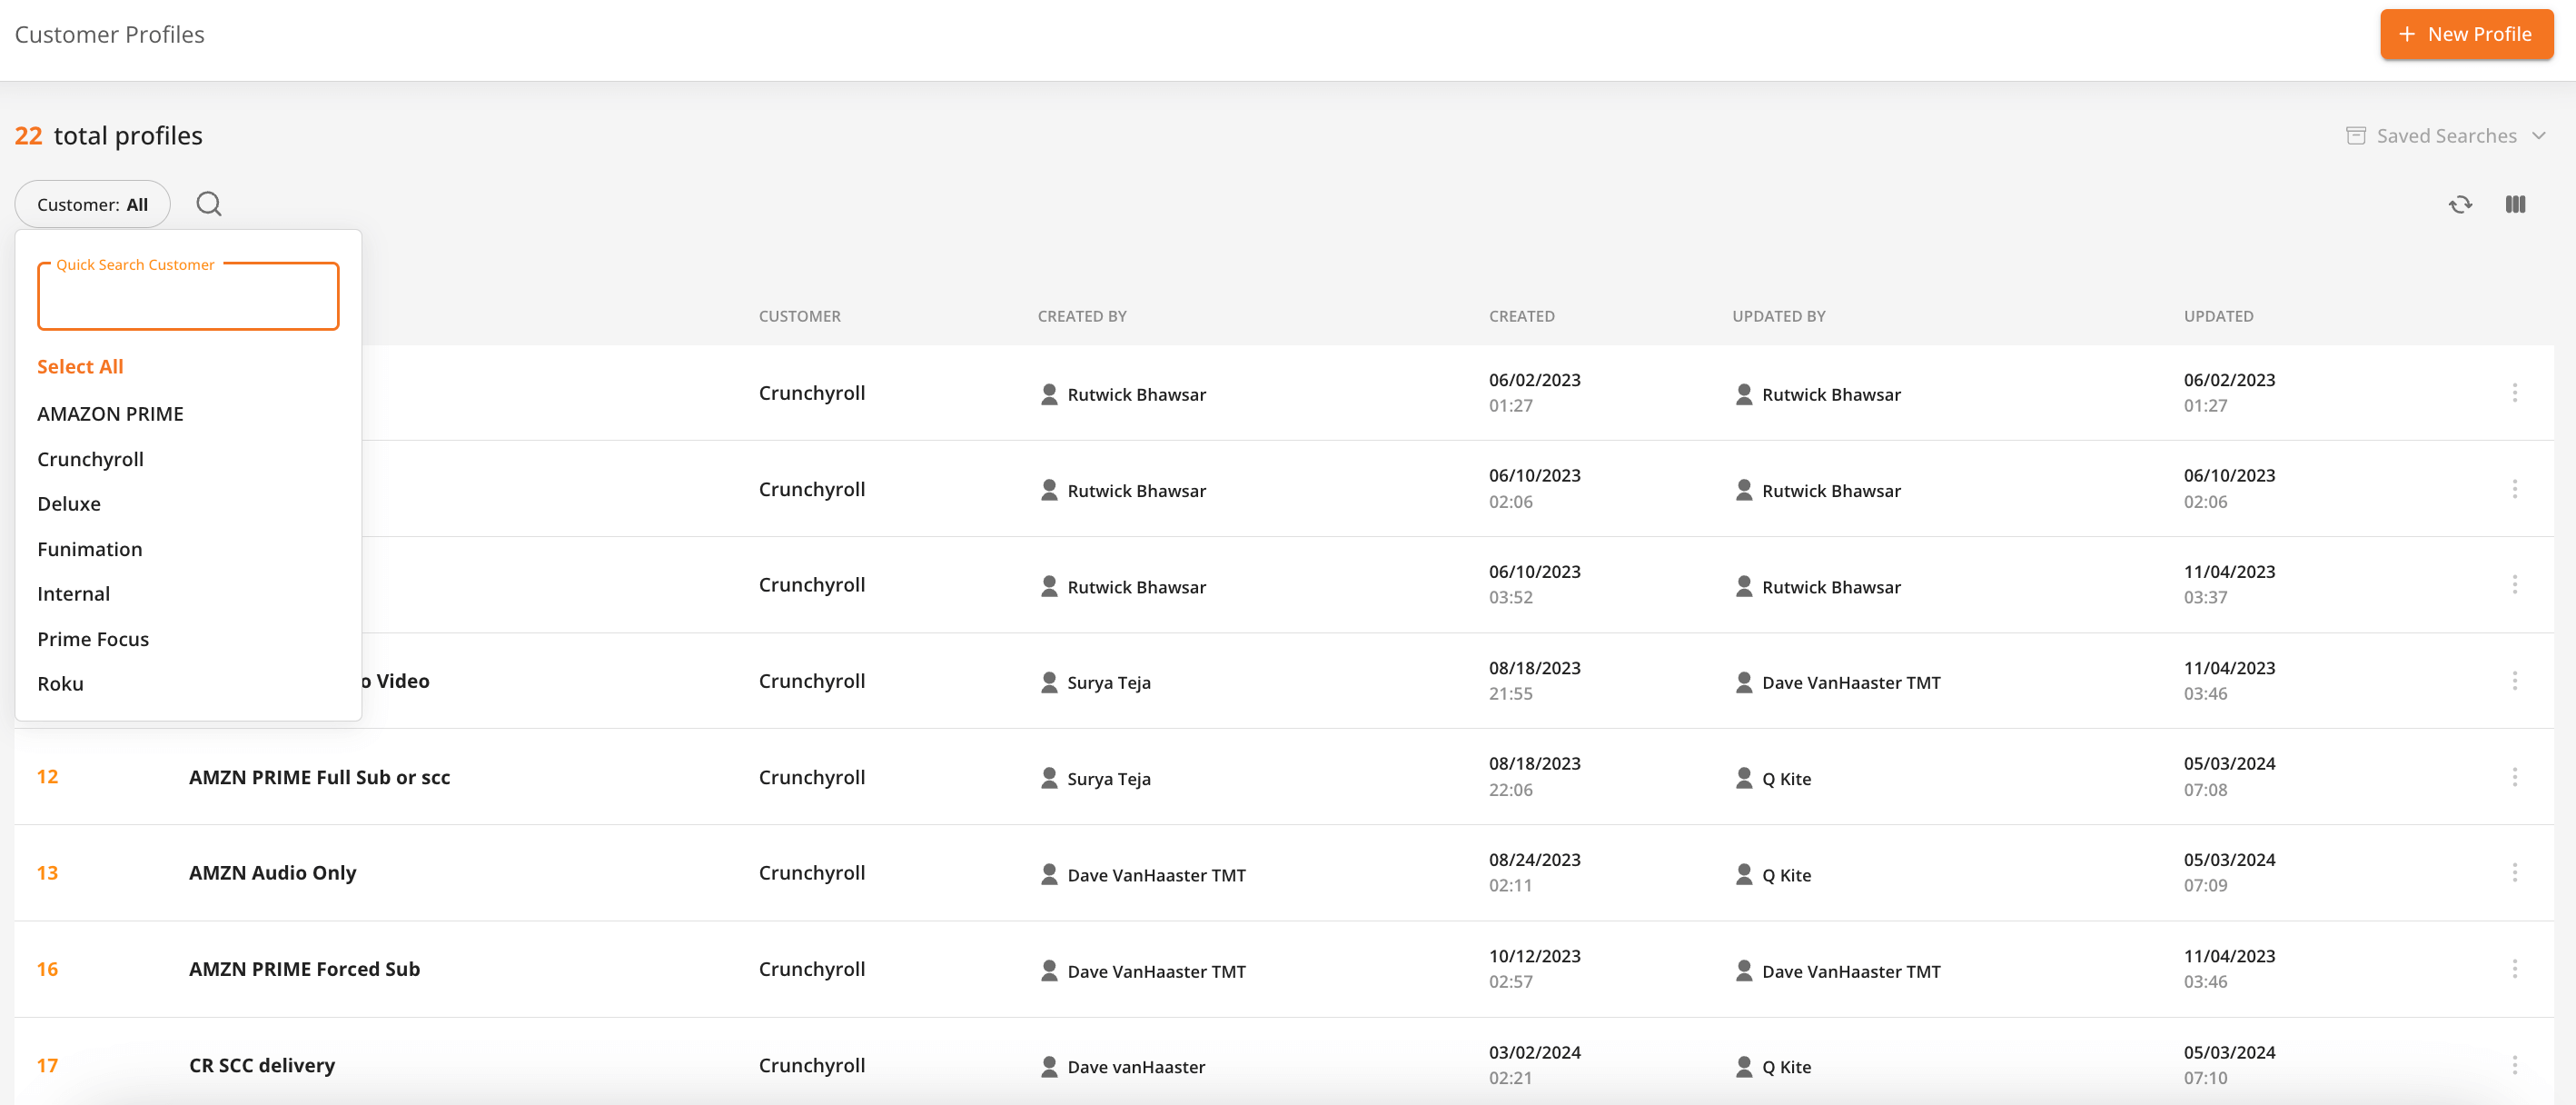 Customer Profiles
New Profile
22 total profiles
Saved Searches
Customer: All
Quick Search Customer
Select All
AMAZON PRIME
Crunchyroll
Deluxe
Funimation
Internal
Prime Focus
Roku
CUSTOMER CREATED BY CREATED UPDATED BY UPDATED
Crunchyroll Rutwick Bhawsar 06/02/2023 01:27 Rutwick Bhawsar 06/02/2023 01:27
Crunchyroll Rutwick Bhawsar 06/10/2023 02:06 Rutwick Bhawsar 06/10/2023 02:06
Crunchyroll Rutwick Bhawsar 06/10/2023 03:52 Rutwick Bhawsar 11/04/2023 03:37
Video Crunchyroll Surya Teja 08/18/2023 21:55 Dave VanHaaster TMT 11/04/2023 03:46
12 AMZN PRIME Full Sub or scc Crunchyroll Surya Teja 08/18/2023 22:06 Q Kite 05/03/2024 07:08
13 AMZN Audio Only Crunchyroll Dave VanHaaster TMT 08/24/2023 02:11 Q Kite 05/03/2024 07:09
16 AMZN PRIME Forced Sub Crunchyroll Dave VanHaaster TMT 10/12/2023 02:57 Dave VanHaaster TMT 11/04/2023 03:46
17 CR SCC delivery Crunchyroll Dave vanHaaster 03/02/2024 02:21 Q Kite 05/03/2024 07:10